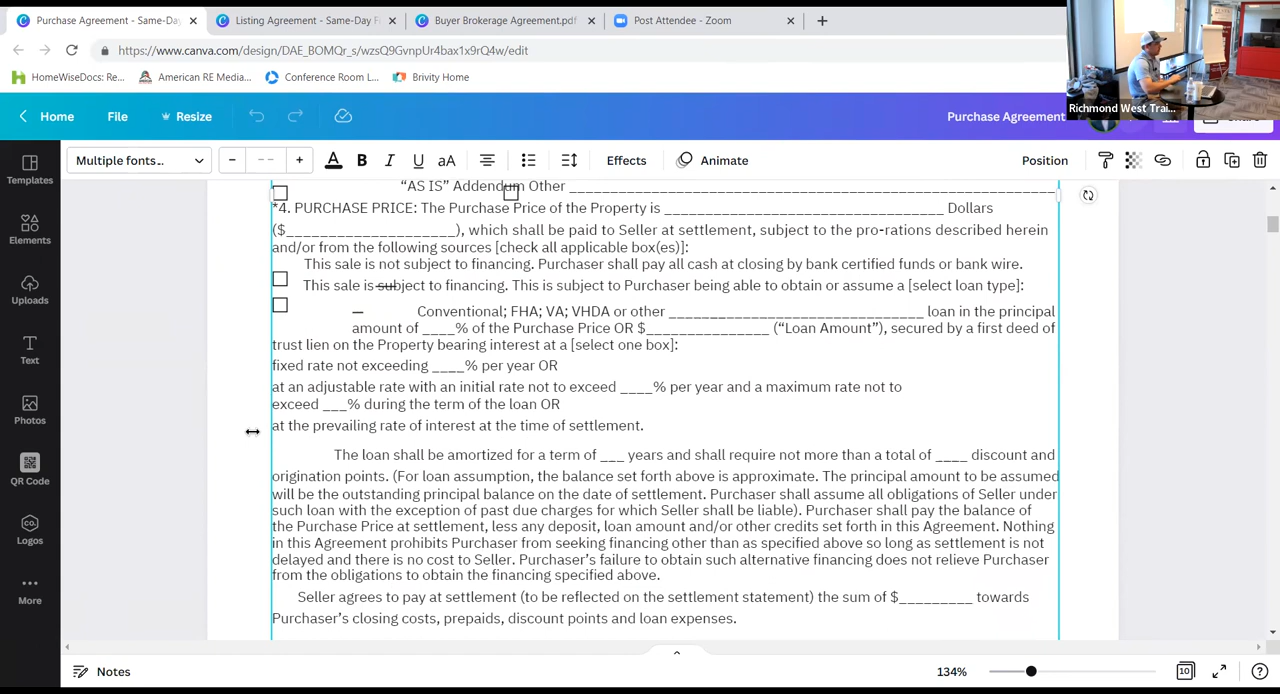 Purchase Agreement - Same-Day
Listing Agreement - Same-Day F
Buyer Brokerage Agreement.pdf
Post Attendee - Zoom
https://www.canva.com/design/DAE_BOMQr_s/wzsQ9GvnpUr4bax1x9rQ4w/edit
HomeWiseDocs: Re...
American RE Media...
Conference Room L...
Brivity Home
Richmond West Trai...
Home
File
Resize
Purchase Agreement
Multiple fonts...
− -- +
A B I U aA
Effects
Animate
Position
Templates
Elements
Uploads
Text
Photos
QR Code
Logos
More
“AS IS” Addendum Other ______________________________________________________
*4. PURCHASE PRICE: The Purchase Price of the Property is _______________________________ Dollars
($___________________), which shall be paid to Seller at settlement, subject to the pro-rations described herein
and/or from the following sources [check all applicable box(es)]:
This sale is not subject to financing. Purchaser shall pay all cash at closing by bank certified funds or bank wire.
This sale is subject to financing. This is subject to Purchaser being able to obtain or assume a [select loan type]:
Conventional; FHA; VA; VHDA or other ____________________________ loan in the principal
amount of ____% of the Purchase Price OR $______________ (“Loan Amount”), secured by a first deed of
trust lien on the Property bearing interest at a [select one box]:
fixed rate not exceeding ____% per year OR
at an adjustable rate with an initial rate not to exceed ____% per year and a maximum rate not to
exceed ___% during the term of the loan OR
at the prevailing rate of interest at the time of settlement.
The loan shall be amortized for a term of ___ years and shall require not more than a total of ____ discount and
origination points. (For loan assumption, the balance set forth above is approximate. The principal amount to be assumed
will be the outstanding principal balance on the date of settlement. Purchaser shall assume all obligations of Seller under
such loan with the exception of past due charges for which Seller shall be liable). Purchaser shall pay the balance of
the Purchase Price at settlement, less any deposit, loan amount and/or other credits set forth in this Agreement. Nothing
in this Agreement prohibits Purchaser from seeking financing other than as specified above so long as settlement is not
delayed and there is no cost to Seller. Purchaser’s failure to obtain such alternative financing does not relieve Purchaser
from the obligations to obtain the financing specified above.
Seller agrees to pay at settlement (to be reflected on the settlement statement) the sum of $_________ towards
Purchaser’s closing costs, prepaids, discount points and loan expenses.
Notes
134%
10